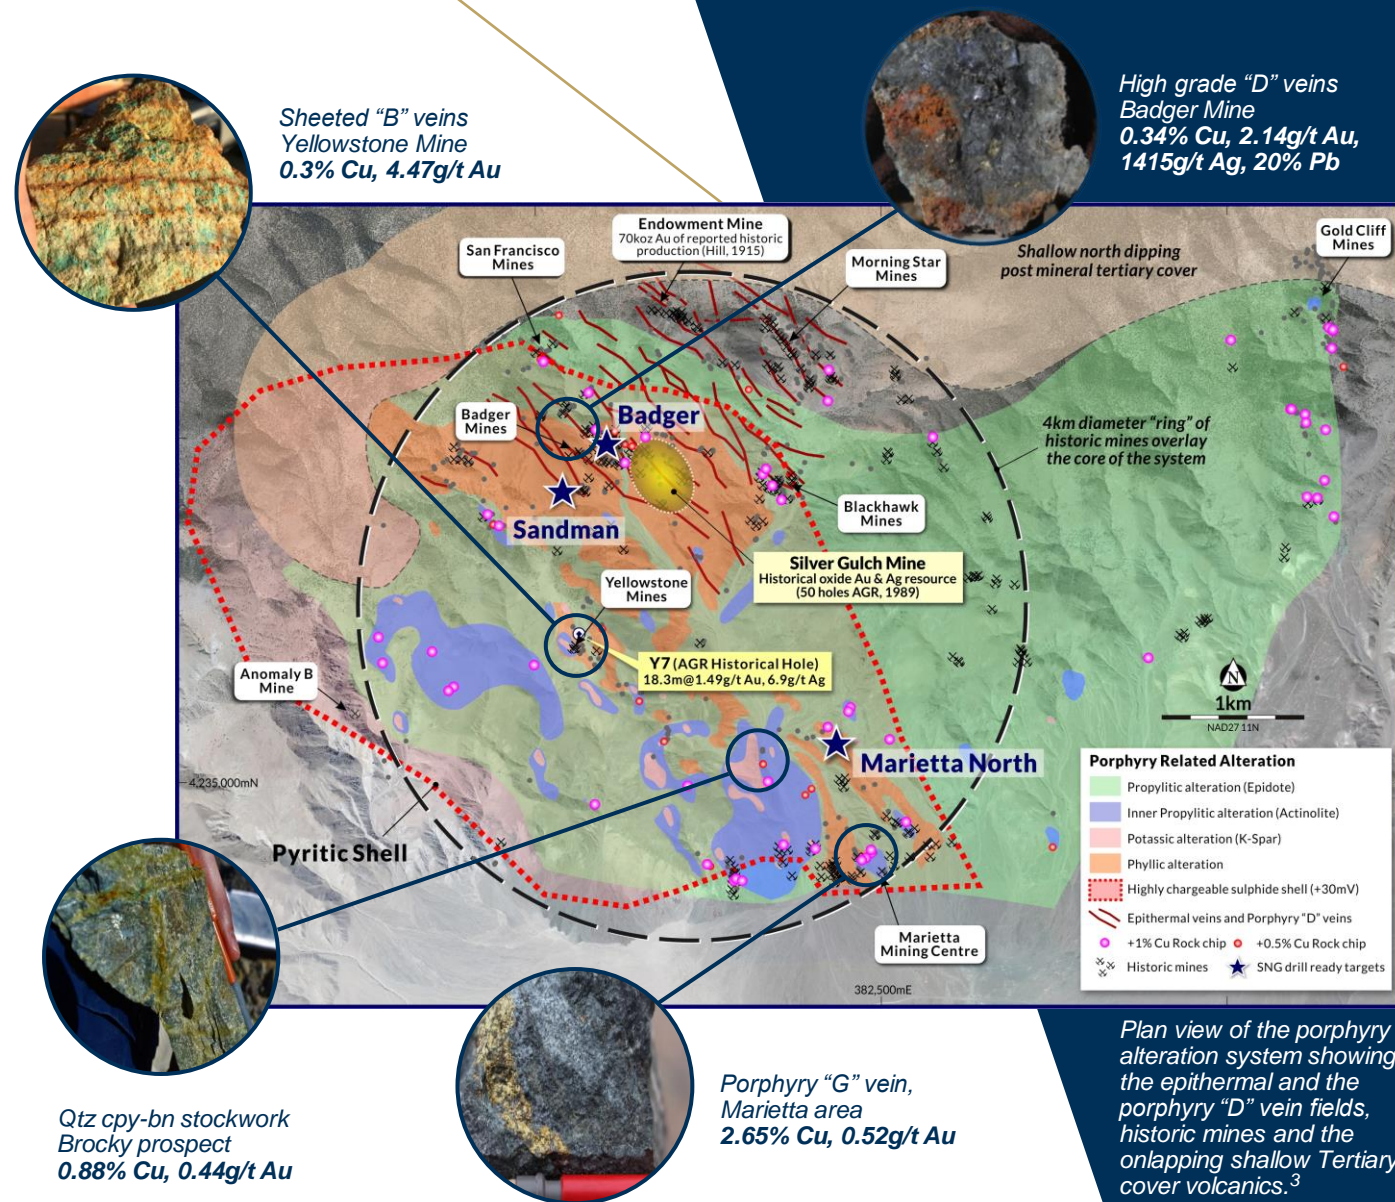 Sheeted “B” veins
Yellowstone Mine
0.3% Cu, 4.47g/t Au
High grade “D” veins
Badger Mine
0.34% Cu, 2.14g/t Au,
1415g/t Ag, 20% Pb
San Francisco
Mines
Endowment Mine
70koz Au of reported historic
production (Hill, 1915)
Morning Star
Mines
Shallow north dipping
post mineral tertiary cover
Gold Cliff
Mines
Badger
Mines
Badger
Sandman
4km diameter “ring” of
historic mines overlay
the core of the system
Blackhawk
Mines
Silver Gulch Mine
Historical oxide Au & Ag resource
(50 holes AGR, 1989)
Yellowstone
Mines
Y7 (AGR Historical Hole)
18.3m@1.49g/t Au, 6.9g/t Ag
Anomaly B
Mine
N
1km
NAD27 11N
Marietta North
4,235,000mN
Pyritic Shell
Marietta
Mining Centre
382,500mE
Porphyry Related Alteration
Propylitic alteration (Epidote)
Inner Propylitic alteration (Actinolite)
Potassic alteration (K-Spar)
Phyllic alteration
Highly chargeable sulphide shell (+30mV)
Epithermal veins and Porphyry “D” veins
+1% Cu Rock chip
+0.5% Cu Rock chip
Historic mines
SNG drill ready targets
Qtz cpy-bn stockwork
Brocky prospect
0.88% Cu, 0.44g/t Au
Porphyry “G” vein,
Marietta area
2.65% Cu, 0.52g/t Au
Plan view of the porphyry
alteration system showing
the epithermal and the
porphyry “D” vein fields,
historic mines and the
onlapping shallow Tertiary
cover volcanics.3